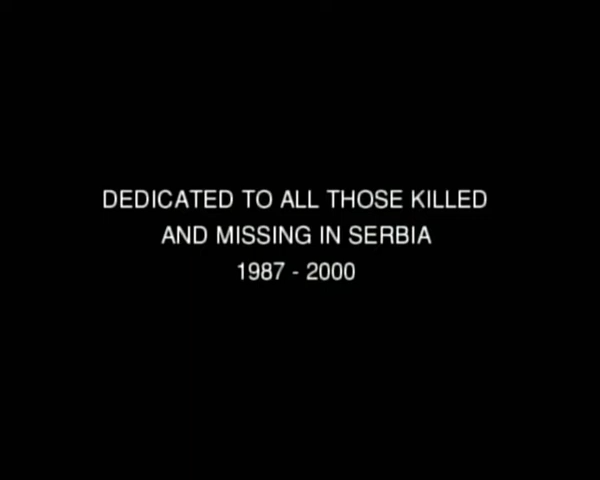 DEDICATED TO ALL THOSE KILLED
AND MISSING IN SERBIA
1987 - 2000